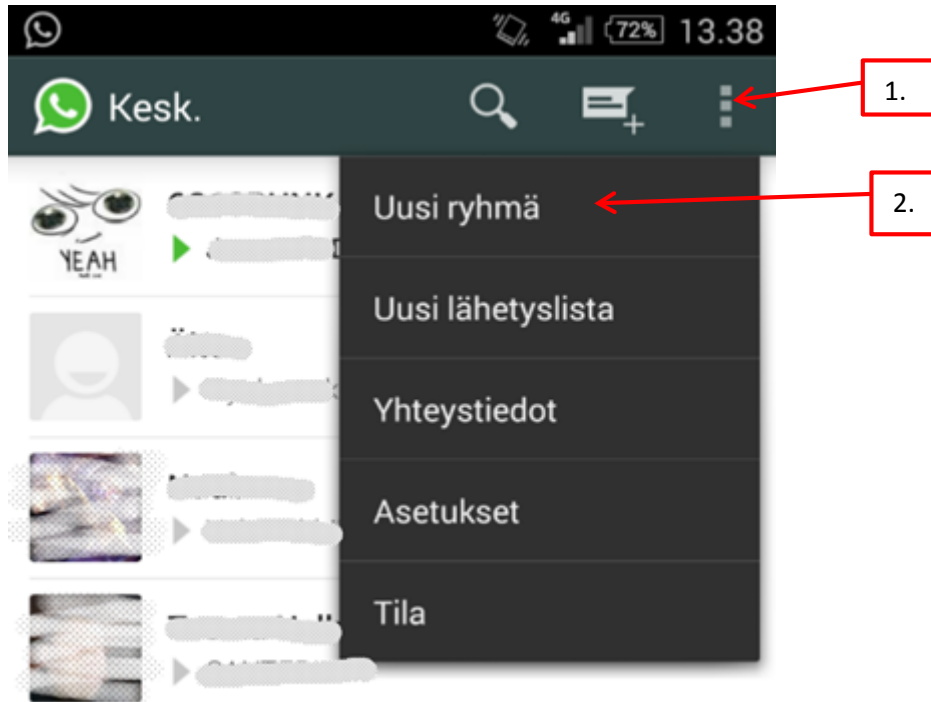 4G 72% 13.38
Kesk.
1.
Uusi ryhmä
2.
YEAH
Uusi lähetyslista
Yhteystiedot
Asetukset
Tila